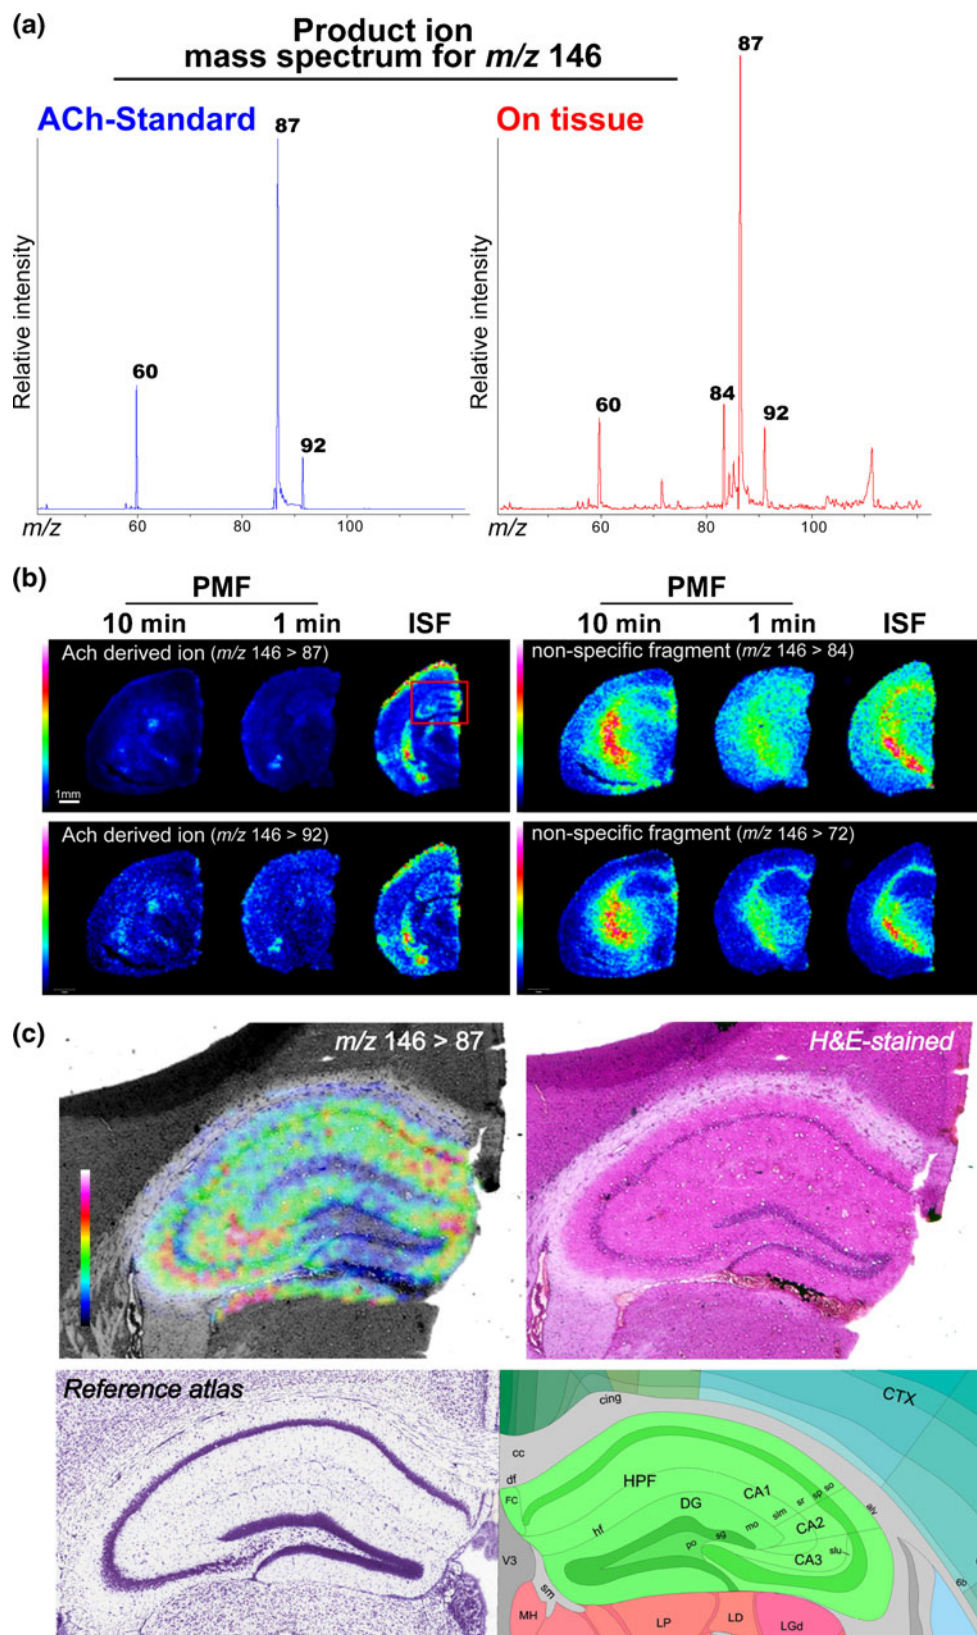 (a)
Product ion
mass spectrum for m/z 146
ACh-Standard
On tissue
Relative intensity
60
87
92
m/z
60
80
100
Relative intensity
60
84
87
92
m/z
60
80
100
(b)
PMF
10 min
1 min
ISF
PMF
10 min
1 min
ISF
Ach derived ion (m/z 146 > 87)
1mm
non-specific fragment (m/z 146 > 84)
Ach derived ion (m/z 146 > 92)
non-specific fragment (m/z 146 > 72)
(c)
m/z 146 > 87
H&E-stained
Reference atlas
cing
CTX
cc
df
FC
HPF
DG
CA1
hf
mo
slm
sr
sp
so
alv
CA2
po
sg
CA3
slu
V3
sm
6b
MH
LP
LD
LGd